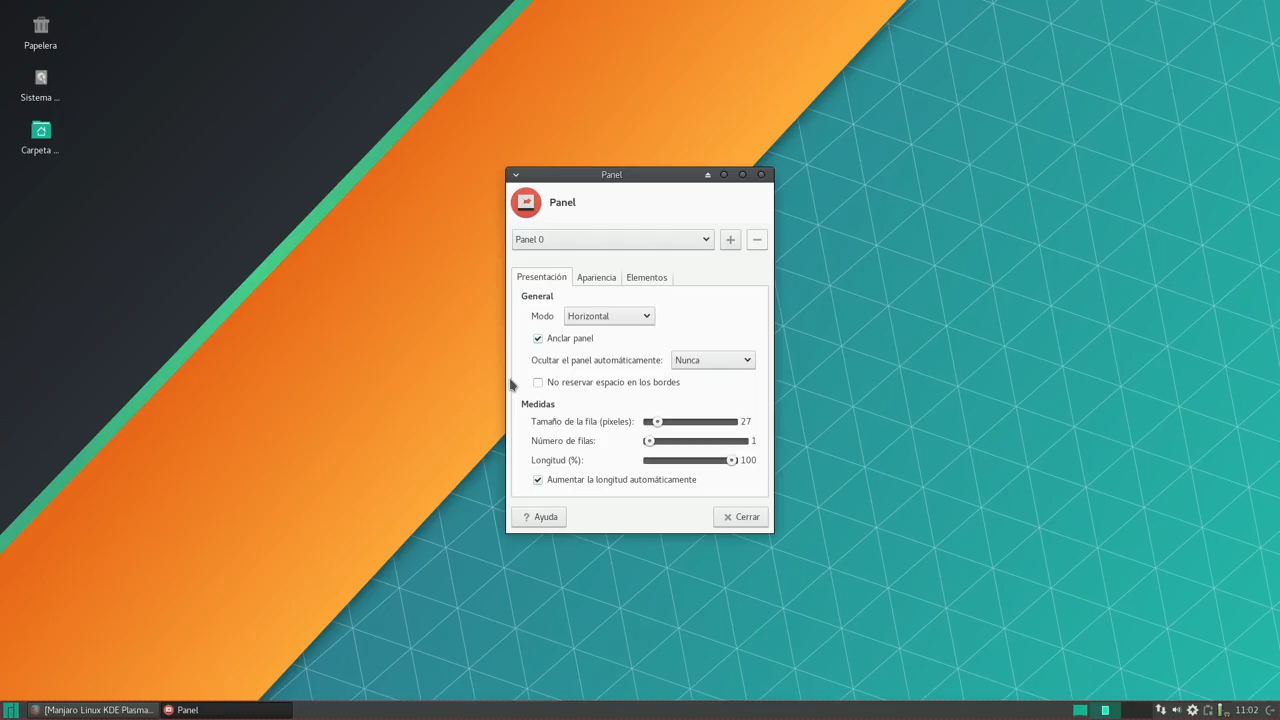 Papelera
Sistema ...
Carpeta ...
Panel
Panel
Panel 0
Presentación
Apariencia
Elementos
General
Modo
Horizontal
Anclar panel
Ocultar el panel automáticamente:
Nunca
No reservar espacio en los bordes
Medidas
Tamaño de la fila (píxeles):
27
Número de filas:
1
Longitud (%):
100
Aumentar la longitud automáticamente
? Ayuda
Cerrar
[Manjaro Linux KDE Plasma...
Panel
11:02